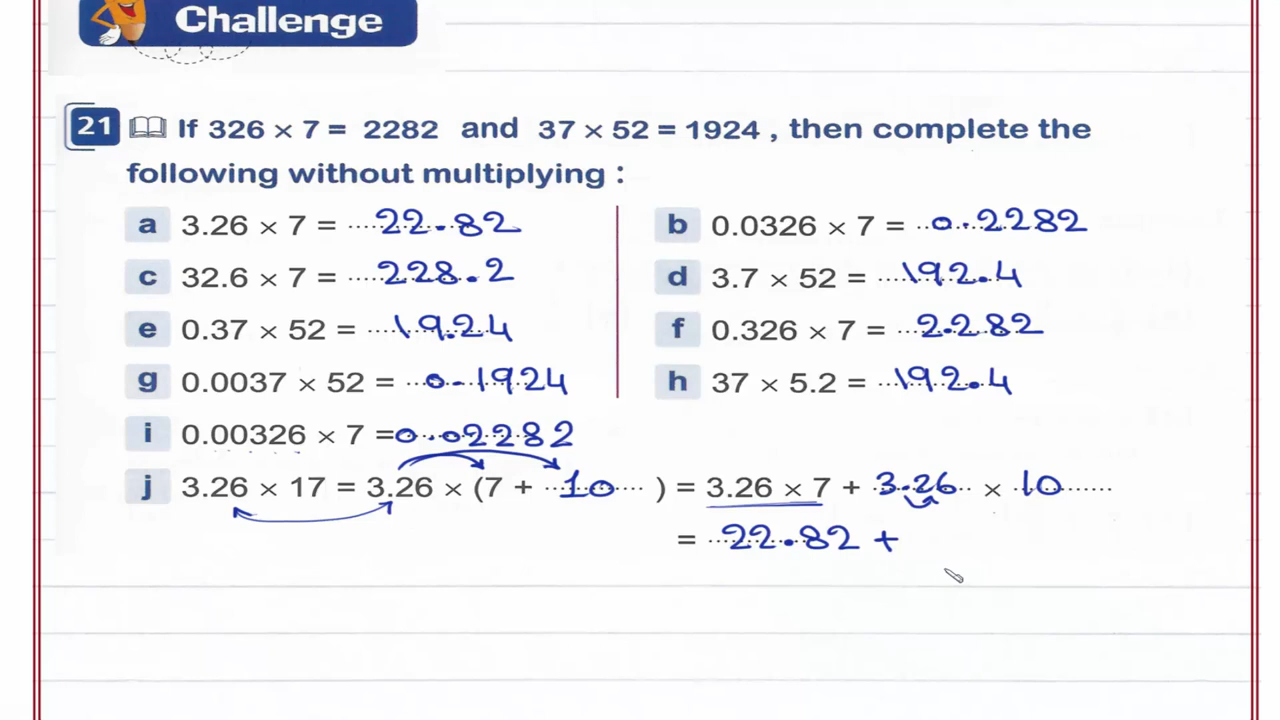 Challenge
21 If 326 × 7 = 2282 and 37 × 52 = 1924 , then complete the
following without multiplying :
a 3.26 × 7 = 22.82
b 0.0326 × 7 = 0.2282
c 32.6 × 7 = 228.2
d 3.7 × 52 = 192.4
e 0.37 × 52 = 19.24
f 0.326 × 7 = 2.282
g 0.0037 × 52 = 0.1924
h 37 × 5.2 = 192.4
i 0.00326 × 7 = 0.02282
j 3.26 × 17 = 3.26 × (7 + 10 ) = 3.26 × 7 + 3.26 × 10
= 22.82 +